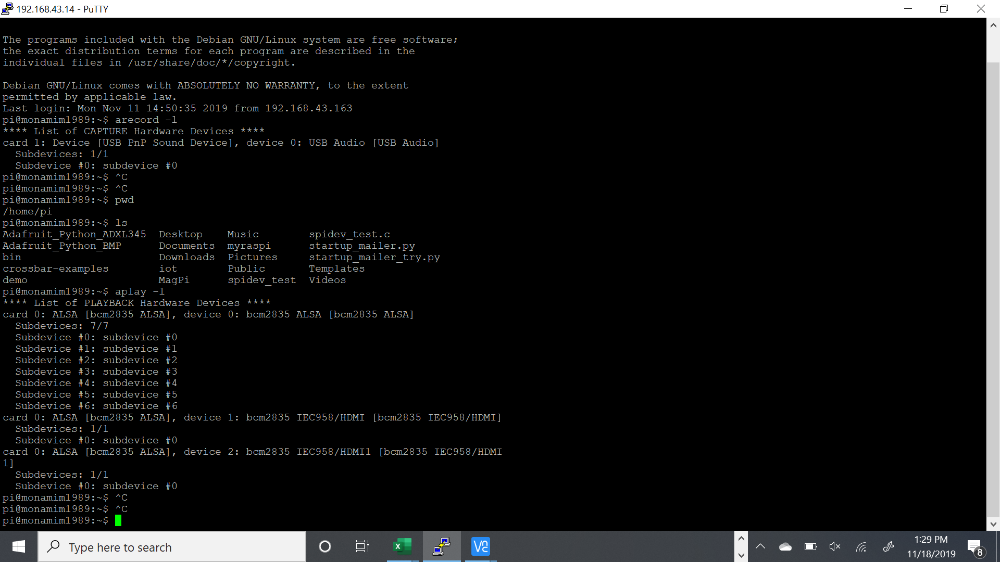 192.168.43.14 - PuTTY
The programs included with the Debian GNU/Linux system are free software;
the exact distribution terms for each program are described in the
individual files in /usr/share/doc/*/copyright.
Debian GNU/Linux comes with ABSOLUTELY NO WARRANTY, to the extent
permitted by applicable law.
Last login: Mon Nov 11 14:50:35 2019 from 192.168.43.163
pi@monamim1989:~$ arecord -l
**** List of CAPTURE Hardware Devices ****
card 1: Device [USB PnP Sound Device], device 0: USB Audio [USB Audio]
  Subdevices: 1/1
  Subdevice #0: subdevice #0
pi@monamim1989:~$ ^C
pi@monamim1989:~$ ^C
pi@monamim1989:~$ pwd
/home/pi
pi@monamim1989:~$ ls
Adafruit_Python_ADXL345  Desktop    Music         spidev_test.c
Adafruit_Python_BMP      Documents  myraspi       startup_mailer.py
bin                      Downloads  Pictures      startup_mailer_try.py
crossbar-examples        iot        Public        Templates
demo                     MagPi      spidev_test   Videos
pi@monamim1989:~$ aplay -l
**** List of PLAYBACK Hardware Devices ****
card 0: ALSA [bcm2835 ALSA], device 0: bcm2835 ALSA [bcm2835 ALSA]
  Subdevices: 7/7
  Subdevice #0: subdevice #0
  Subdevice #1: subdevice #1
  Subdevice #2: subdevice #2
  Subdevice #3: subdevice #3
  Subdevice #4: subdevice #4
  Subdevice #5: subdevice #5
  Subdevice #6: subdevice #6
card 0: ALSA [bcm2835 ALSA], device 1: bcm2835 IEC958/HDMI [bcm2835 IEC958/HDMI]
  Subdevices: 1/1
  Subdevice #0: subdevice #0
card 0: ALSA [bcm2835 ALSA], device 2: bcm2835 IEC958/HDMI1 [bcm2835 IEC958/HDMI
1]
  Subdevices: 1/1
  Subdevice #0: subdevice #0
pi@monamim1989:~$ ^C
pi@monamim1989:~$ ^C
pi@monamim1989:~$
Type here to search
1:29 PM
11/18/2019
8